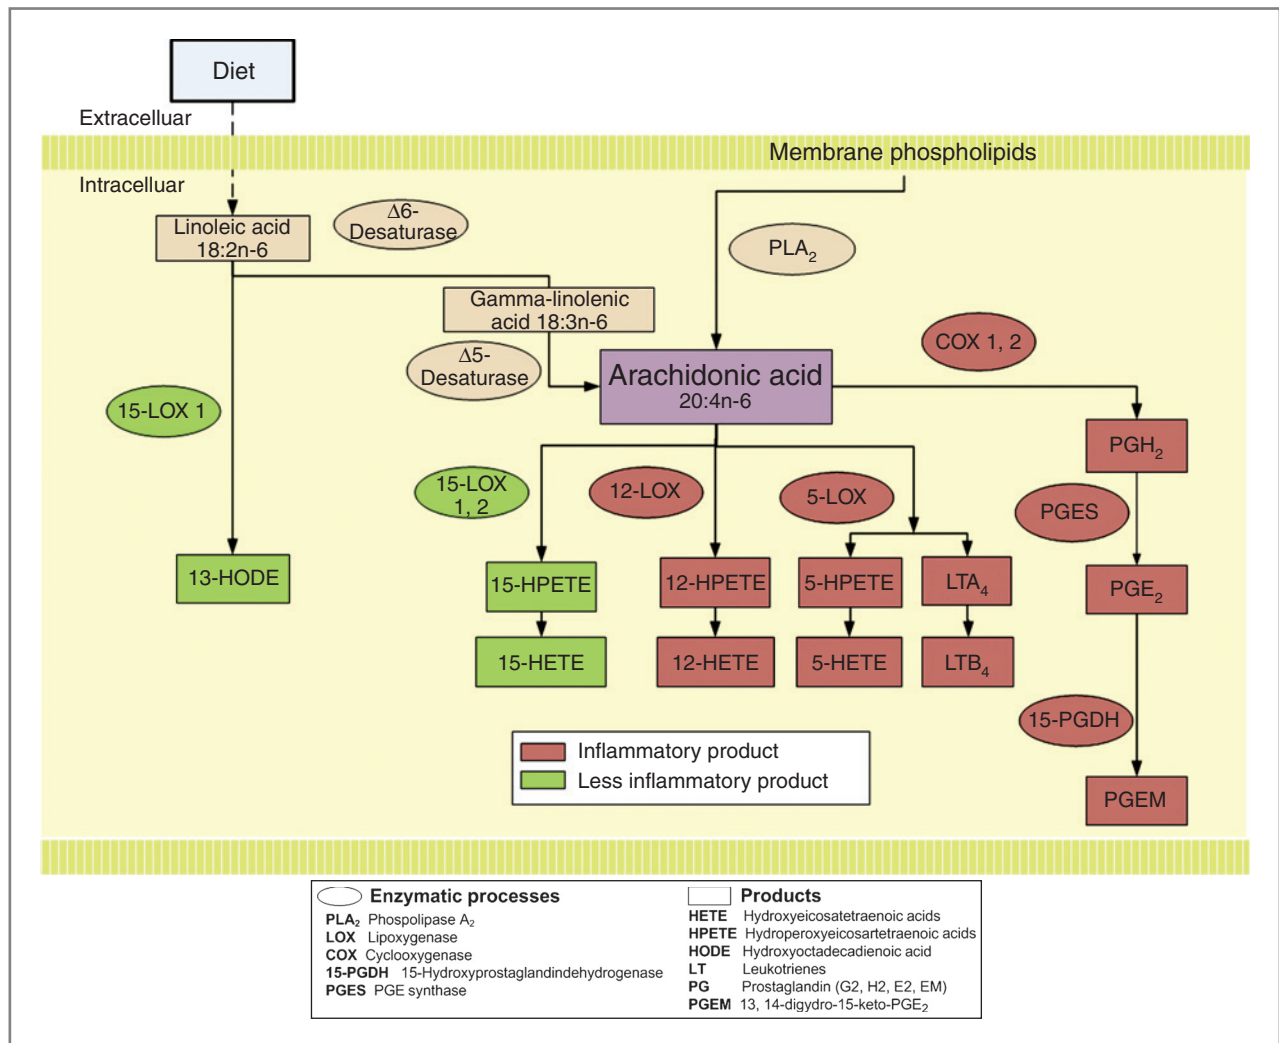 Diet
Extracelluar
Membrane phospholipids
Intracelluar
Linoleic acid
18:2n-6
Δ6-
Desaturase
PLA2
Gamma-linolenic
acid 18:3n-6
COX 1, 2
Δ5-
Desaturase
Arachidonic acid
20:4n-6
15-LOX 1
PGH2
15-LOX
1, 2
12-LOX
5-LOX
PGES
13-HODE
15-HPETE
12-HPETE
5-HPETE
LTA4
PGE2
15-HETE
12-HETE
5-HETE
LTB4
15-PGDH
Inflammatory product
Less inflammatory product
PGEM
Enzymatic processes
PLA2 Phospolipase A2
LOX Lipoxygenase
COX Cyclooxygenase
15-PGDH 15-Hydroxyprostaglandindehydrogenase
PGES PGE synthase
Products
HETE Hydroxyeicosatetraenoic acids
HPETE Hydroperoxyeicosartetraenoic acids
HODE Hydroxyoctadecadienoic acid
LT Leukotrienes
PG Prostaglandin (G2, H2, E2, EM)
PGEM 13, 14-digydro-15-keto-PGE2